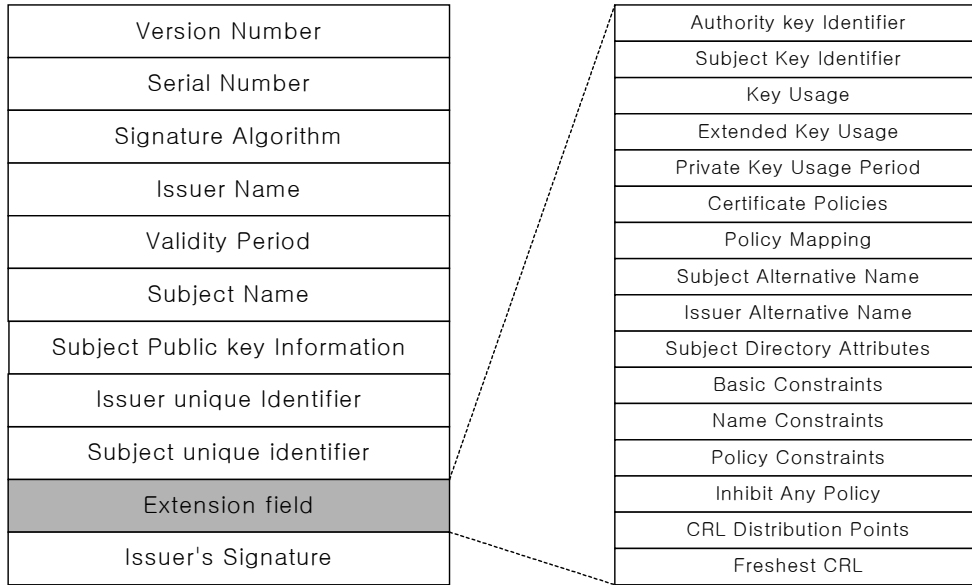 Version Number
Serial Number
Signature Algorithm
Issuer Name
Validity Period
Subject Name
Subject Public key Information
Issuer unique Identifier
Subject unique identifier
Extension field
Issuer's Signature
Authority key Identifier
Subject Key Identifier
Key Usage
Extended Key Usage
Private Key Usage Period
Certificate Policies
Policy Mapping
Subject Alternative Name
Issuer Alternative Name
Subject Directory Attributes
Basic Constraints
Name Constraints
Policy Constraints
Inhibit Any Policy
CRL Distribution Points
Freshest CRL